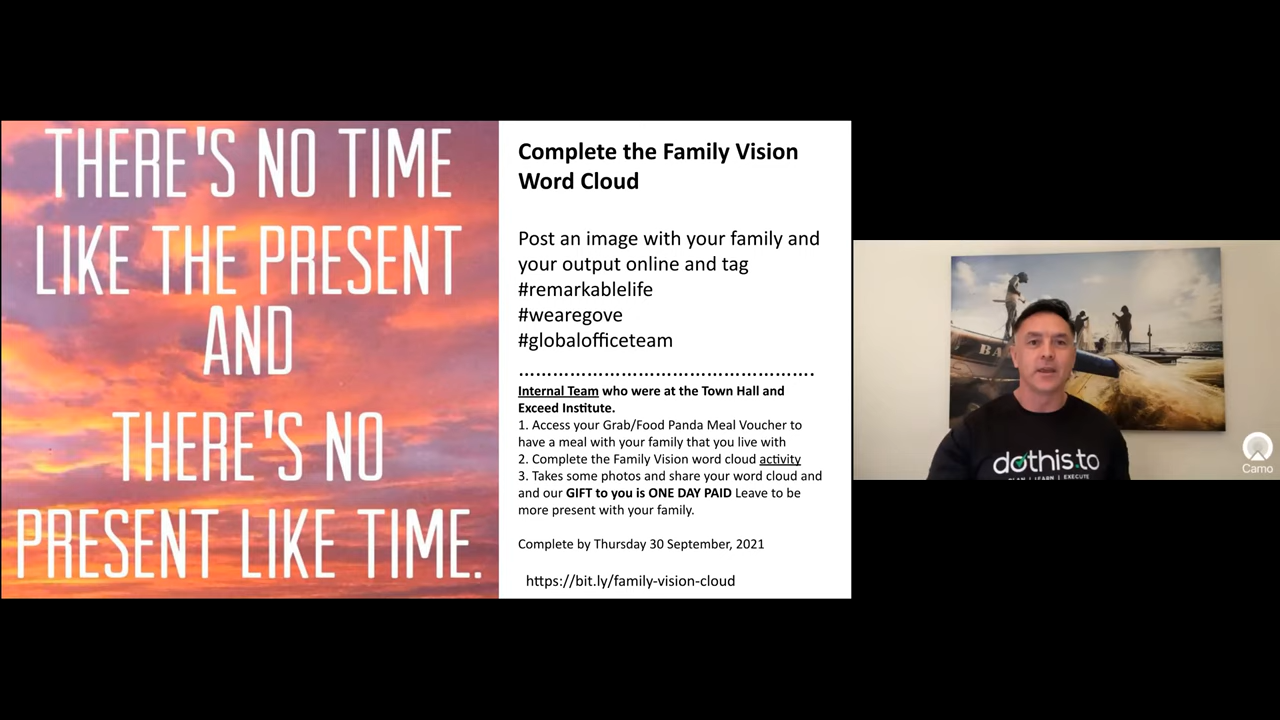 THERE'S NO TIME
LIKE THE PRESENT
AND
THERE'S NO
PRESENT LIKE TIME.
Complete the Family Vision
Word Cloud
Post an image with your family and
your output online and tag
#remarkablelife
#wearegove
#globalofficeteam
....................................................
Internal Team who were at the Town Hall and
Exceed Institute.
1. Access your Grab/Food Panda Meal Voucher to
have a meal with your family that you live with
2. Complete the Family Vision word cloud activity
3. Takes some photos and share your word cloud and
and our GIFT to you is ONE DAY PAID Leave to be
more present with your family.
Complete by Thursday 30 September, 2021
https://bit.ly/family-vision-cloud
BA
dothis.to
PLAN | LEARN | EXECUTE
Camo